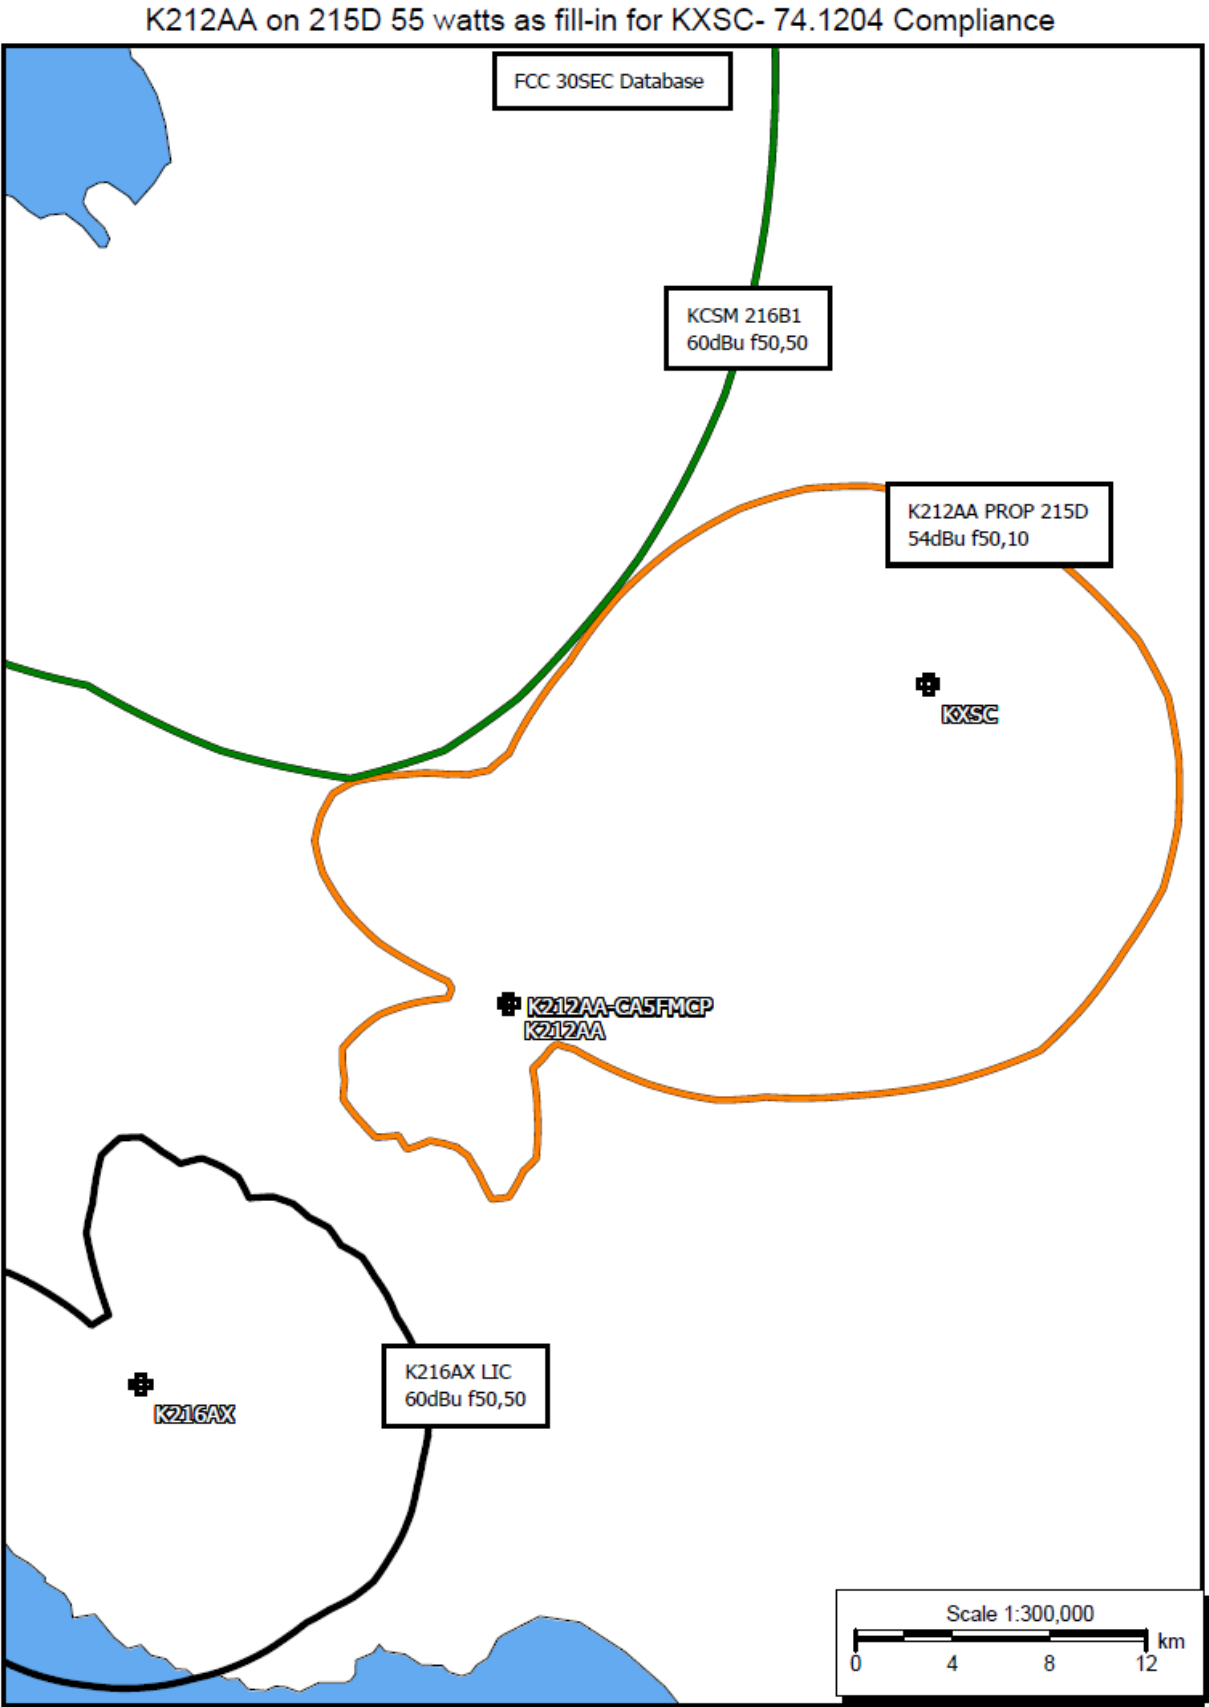 K212AA on 215D 55 watts as fill-in for KXSC- 74.1204 Compliance
FCC 30SEC Database
KCSM 216B1
60dBu f50,50
K212AA PROP 215D
54dBu f50,10
KXSC
K212AA-CA5FMCP
K212AA
K216AX LIC
60dBu f50,50
K216AX
Scale 1:300,000
km
0 4 8 12